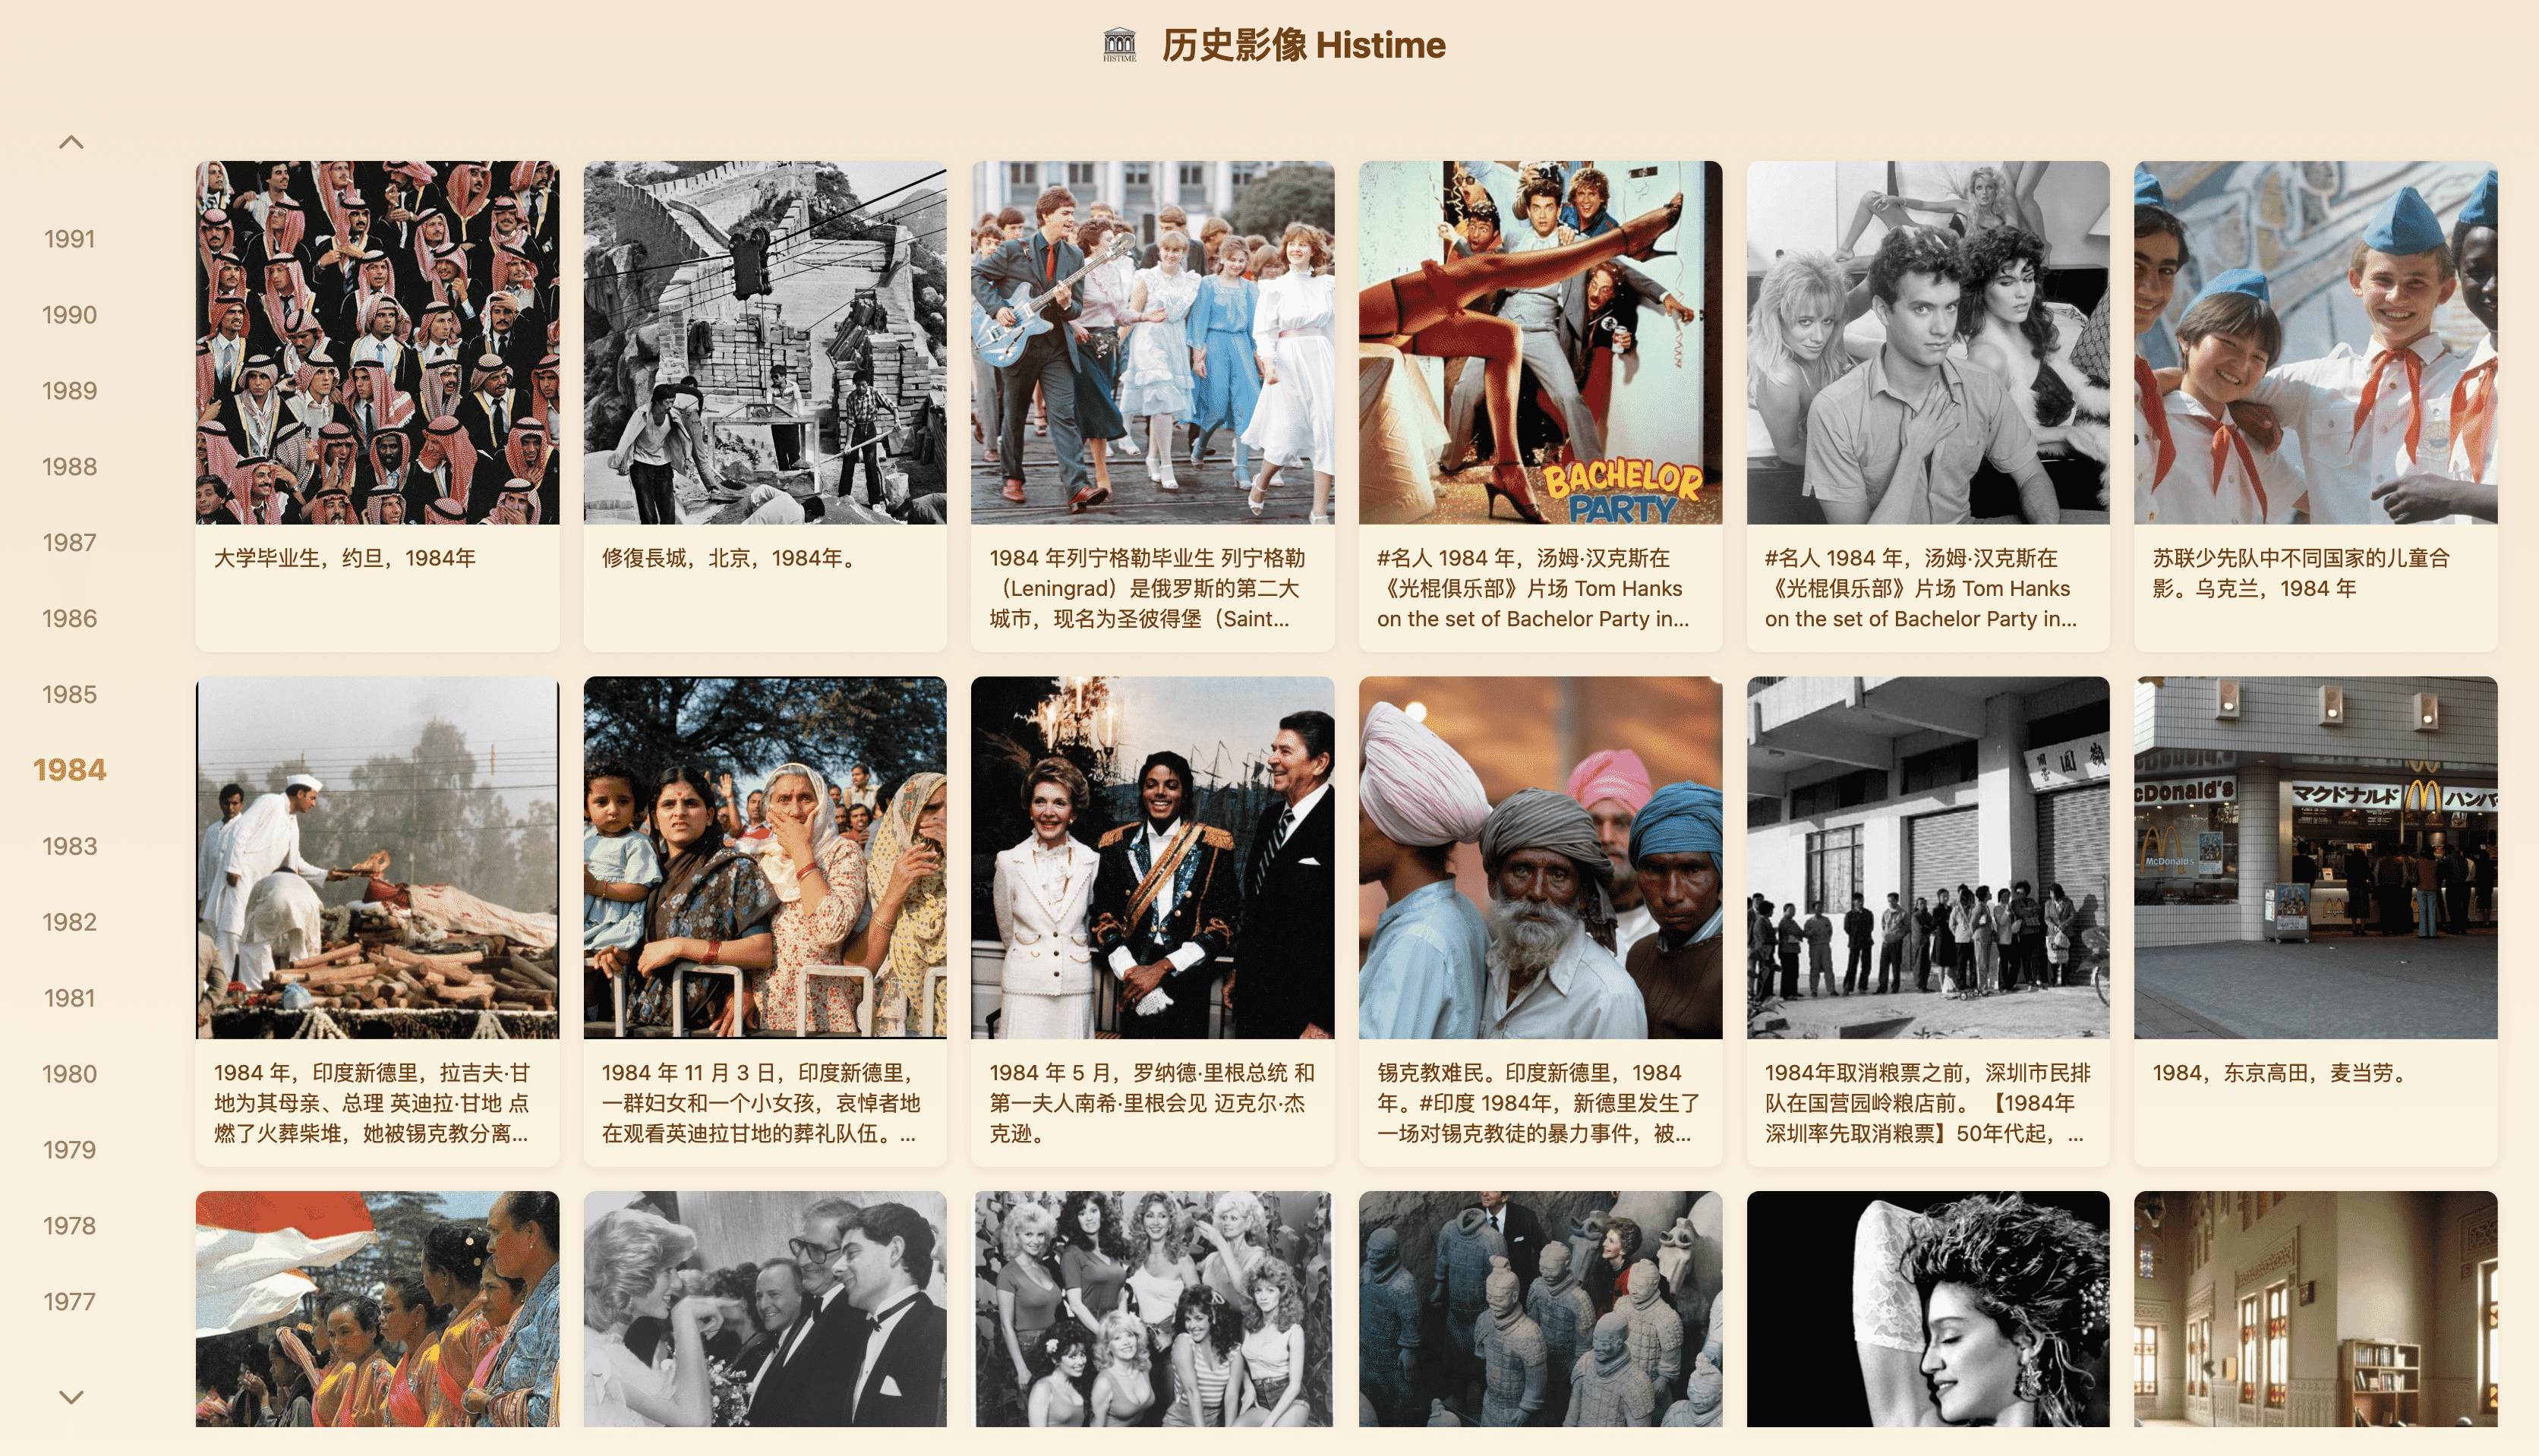 HISTIME
历史影像 Histime
1991
1990
1989
1988
1987
1986
1985
1984
1983
1982
1981
1980
1979
1978
1977
BACHELOR
PARTY
大学毕业生，约旦，1984年
修復長城，北京，1984年。
1984 年列宁格勒毕业生 列宁格勒
（Leningrad）是俄罗斯的第二大
城市，现名为圣彼得堡（Saint...
#名人 1984 年，汤姆·汉克斯在
《光棍俱乐部》片场 Tom Hanks
on the set of Bachelor Party in...
#名人 1984 年，汤姆·汉克斯在
《光棍俱乐部》片场 Tom Hanks
on the set of Bachelor Party in...
苏联少先队中不同国家的儿童合
影。乌克兰，1984 年
cDonald's
マクドナルド
ハンバ
McDonald's
1984 年，印度新德里，拉吉夫·甘
地为其母亲、总理 英迪拉·甘地 点
燃了火葬柴堆，她被锡克教分离...
1984 年 11 月 3 日，印度新德里，
一群妇女和一个小女孩，哀悼者地
在观看英迪拉甘地的葬礼队伍。...
1984 年 5 月，罗纳德·里根总统 和
第一夫人南希·里根会见 迈克尔·杰
克逊。
锡克教难民。印度新德里，1984
年。#印度 1984年，新德里发生了
一场对锡克教徒的暴力事件，被...
1984年取消粮票之前，深圳市民排
队在国营园岭粮店前。 【1984年
深圳率先取消粮票】50年代起，...
1984，东京高田，麦当劳。